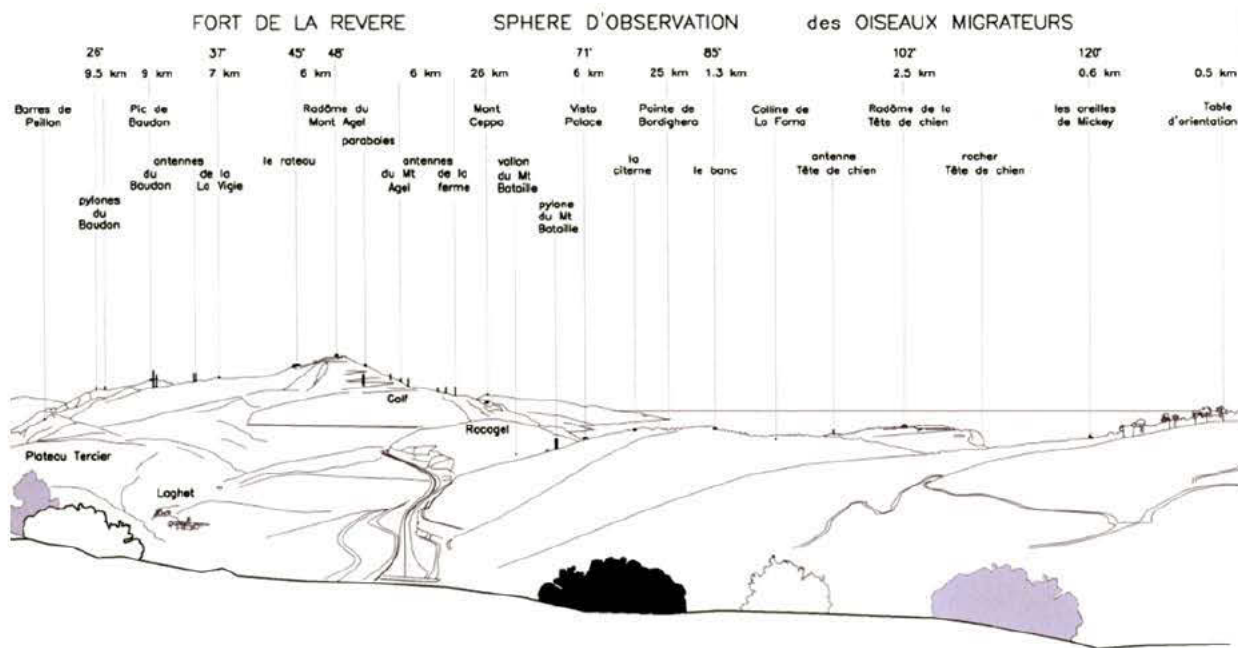 FORT DE LA REVERE SPHERE D'OBSERVATION des OISEAUX MIGRATEURS
26° 37° 45° 48° 71° 85° 102° 120°
9.5 km 9 km 7 km 6 km 6 km 26 km 6 km 25 km 1.3 km 2.5 km 0.6 km 0.5 km
Barres de Peillon
Pic de Baudon
Radôme du Mont Agel
Mont Ceppo
Vista Palace
Pointe de Bordighera
Colline de La Forna
Radôme de la Tête de chien
les oreilles de Mickey
Table d'orientation
paraboles
antennes du Baudon
antennes de la La Vigie
le rateau
antennes du Mt Agel
antennes de la ferme
vallon du Mt Bataille
la citerne
le banc
antenne Tête de chien
rocher Tête de chien
pylones du Baudon
pylone du Mt Bataille
Golf
Rocagel
Plateau Tercier
Laghet